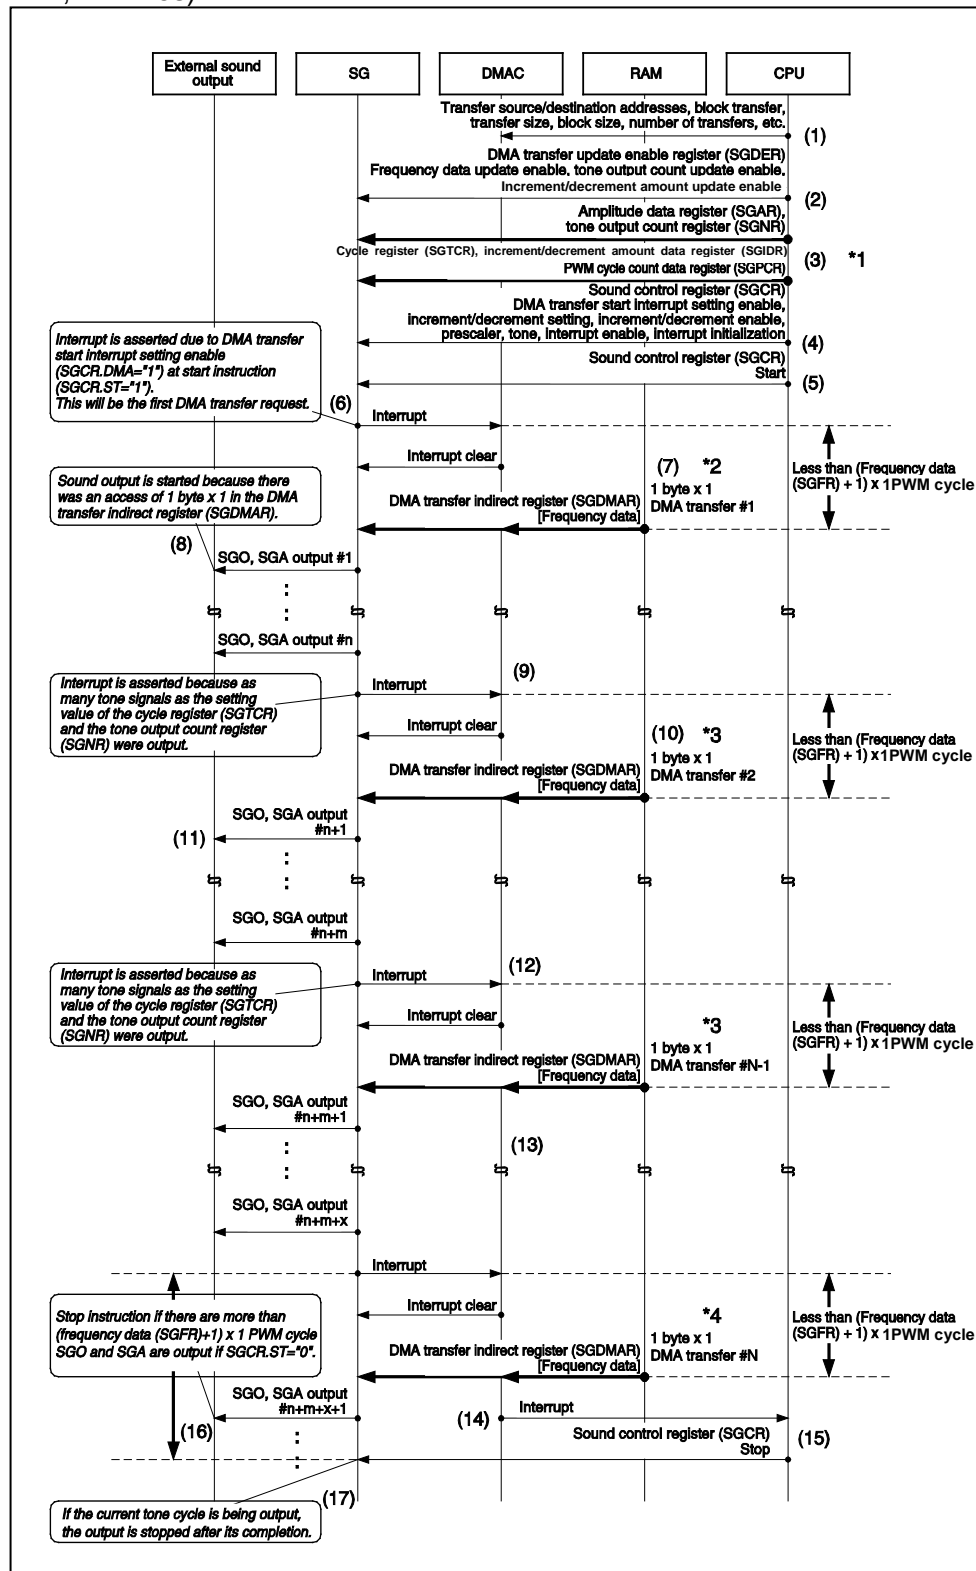 External sound
output
SG
DMAC
RAM
CPU
Transfer source/destination addresses, block transfer,
transfer size, block size, number of transfers, etc.
(1)
DMA transfer update enable register (SGDER)
Frequency data update enable, tone output count update enable,
Increment/decrement amount update enable
(2)
Amplitude data register (SGAR),
tone output count register (SGNR)
Cycle register (SGTCR), increment/decrement amount data register (SGIDR)
(3) *1
PWM cycle count data register (SGPCR)
Sound control register (SGCR)
DMA transfer start interrupt setting enable,
increment/decrement setting, increment/decrement enable,
prescaler, tone, interrupt enable, interrupt initialization
(4)
Sound control register (SGCR)
Start
(5)
Interrupt is asserted due to DMA transfer
start interrupt setting enable
(SGCR.DMA="1") at start instruction
(SGCR.ST="1").
This will be the first DMA transfer request.
(6)
Interrupt
Interrupt clear
(7) *2
1 byte x 1
DMA transfer #1
Less than (Frequency data
(SGFR) + 1) x 1PWM cycle
Sound output is started because there
was an access of 1 byte x 1 in the DMA
transfer indirect register (SGDMAR).
DMA transfer indirect register (SGDMAR)
[Frequency data]
(8)
SGO, SGA output #1
SGO, SGA output #n
(9)
Interrupt is asserted because as
many tone signals as the setting
value of the cycle register (SGTCR)
and the tone output count register
(SGNR) were output.
Interrupt
Interrupt clear
(10) *3
1 byte x 1
DMA transfer #2
Less than (Frequency data
(SGFR) + 1) x 1PWM cycle
DMA transfer indirect register (SGDMAR)
[Frequency data]
(11)
SGO, SGA output
#n+1
SGO, SGA output
#n+m
(12)
Interrupt is asserted because as
many tone signals as the setting
value of the cycle register (SGTCR)
and the tone output count register
(SGNR) were output.
Interrupt
Interrupt clear
*3
1 byte x 1
DMA transfer #N-1
Less than (Frequency data
(SGFR) + 1) x 1PWM cycle
DMA transfer indirect register (SGDMAR)
[Frequency data]
SGO, SGA output
#n+m+1
(13)
SGO, SGA output
#n+m+x
Interrupt
Interrupt clear
*4
1 byte x 1
DMA transfer #N
Less than (Frequency data
(SGFR) + 1) x 1PWM cycle
Stop instruction if there are more than
(frequency data (SGFR)+1) x 1 PWM cycle
SGO and SGA are output if SGCR.ST="0".
DMA transfer indirect register (SGDMAR)
[Frequency data]
SGO, SGA output
#n+m+x+1
(14)
Interrupt
(16)
Sound control register (SGCR)
Stop
(15)
(17)
If the current tone cycle is being output,
the output is stopped after its completion.